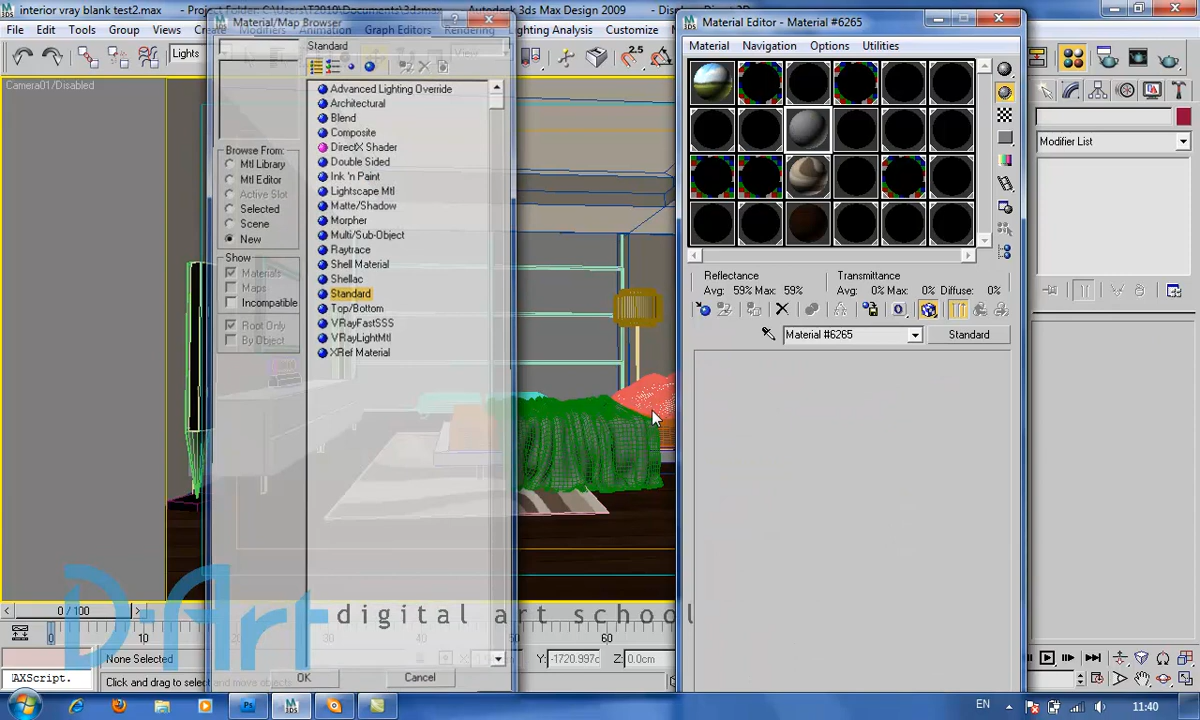 interior vray blank test2.max - Project Folder: C:\Users\T2010\Documents\3dsmax
Autodesk 3ds Max Design 2009
File Edit Tools Group Views Create Modifiers Animation Graph Editors Rendering Lighting Analysis Customize
Lights
2.5
Camera01/Disabled
Material/Map Browser
Standard
Advanced Lighting Override
Architectural
Blend
Composite
DirectX Shader
Double Sided
Ink 'n Paint
Lightscape Mtl
Matte/Shadow
Morpher
Multi/Sub-Object
Raytrace
Shell Material
Shellac
Standard
Top/Bottom
VRayFastSSS
VRayLightMtl
XRef Material
Browse From:
Mtl Library
Mtl Editor
Active Slot
Selected
Scene
New
Show
Materials
Maps
Incompatible
Root Only
By Object
OK
Cancel
Material Editor - Material #6265
Material Navigation Options Utilities
Reflectance
Avg: 59% Max: 59%
Transmittance
Avg: 0% Max: 0% Diffuse: 0%
Material #6265
Standard
Modifier List
D-Art digital art school
0 / 100
0 10 60
None Selected
Y: -1720.997c Z: 0.0cm
AXScript.
Click and drag to select and move objects
EN
11:40